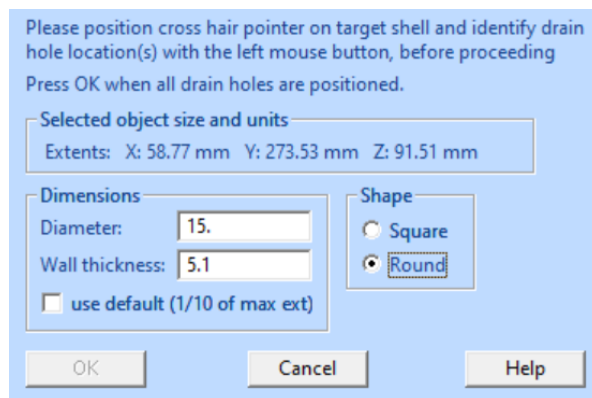 Please position cross hair pointer on target shell and identify drain
hole location(s) with the left mouse button, before proceeding
Press OK when all drain holes are positioned.
Selected object size and units
Extents: X: 58.77 mm Y: 273.53 mm Z: 91.51 mm
Dimensions
Diameter: 15.
Wall thickness: 5.1
use default (1/10 of max ext)
Shape
Square
Round
OK Cancel Help